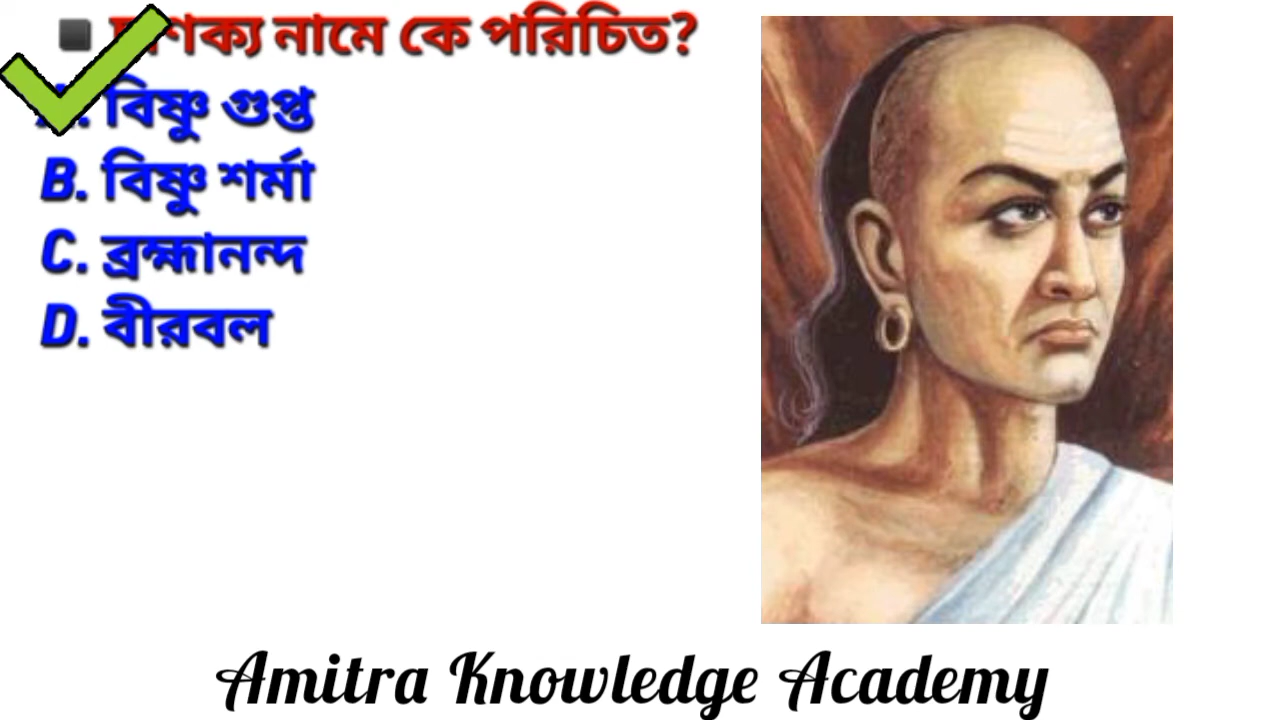 নামে কে পরিচিত?
বিষ্ণু গুপ্ত
B. বিষ্ণু শর্মা
C. ব্রহ্মানন্দ
D. বীরবল
Amitra Knowledge Academy